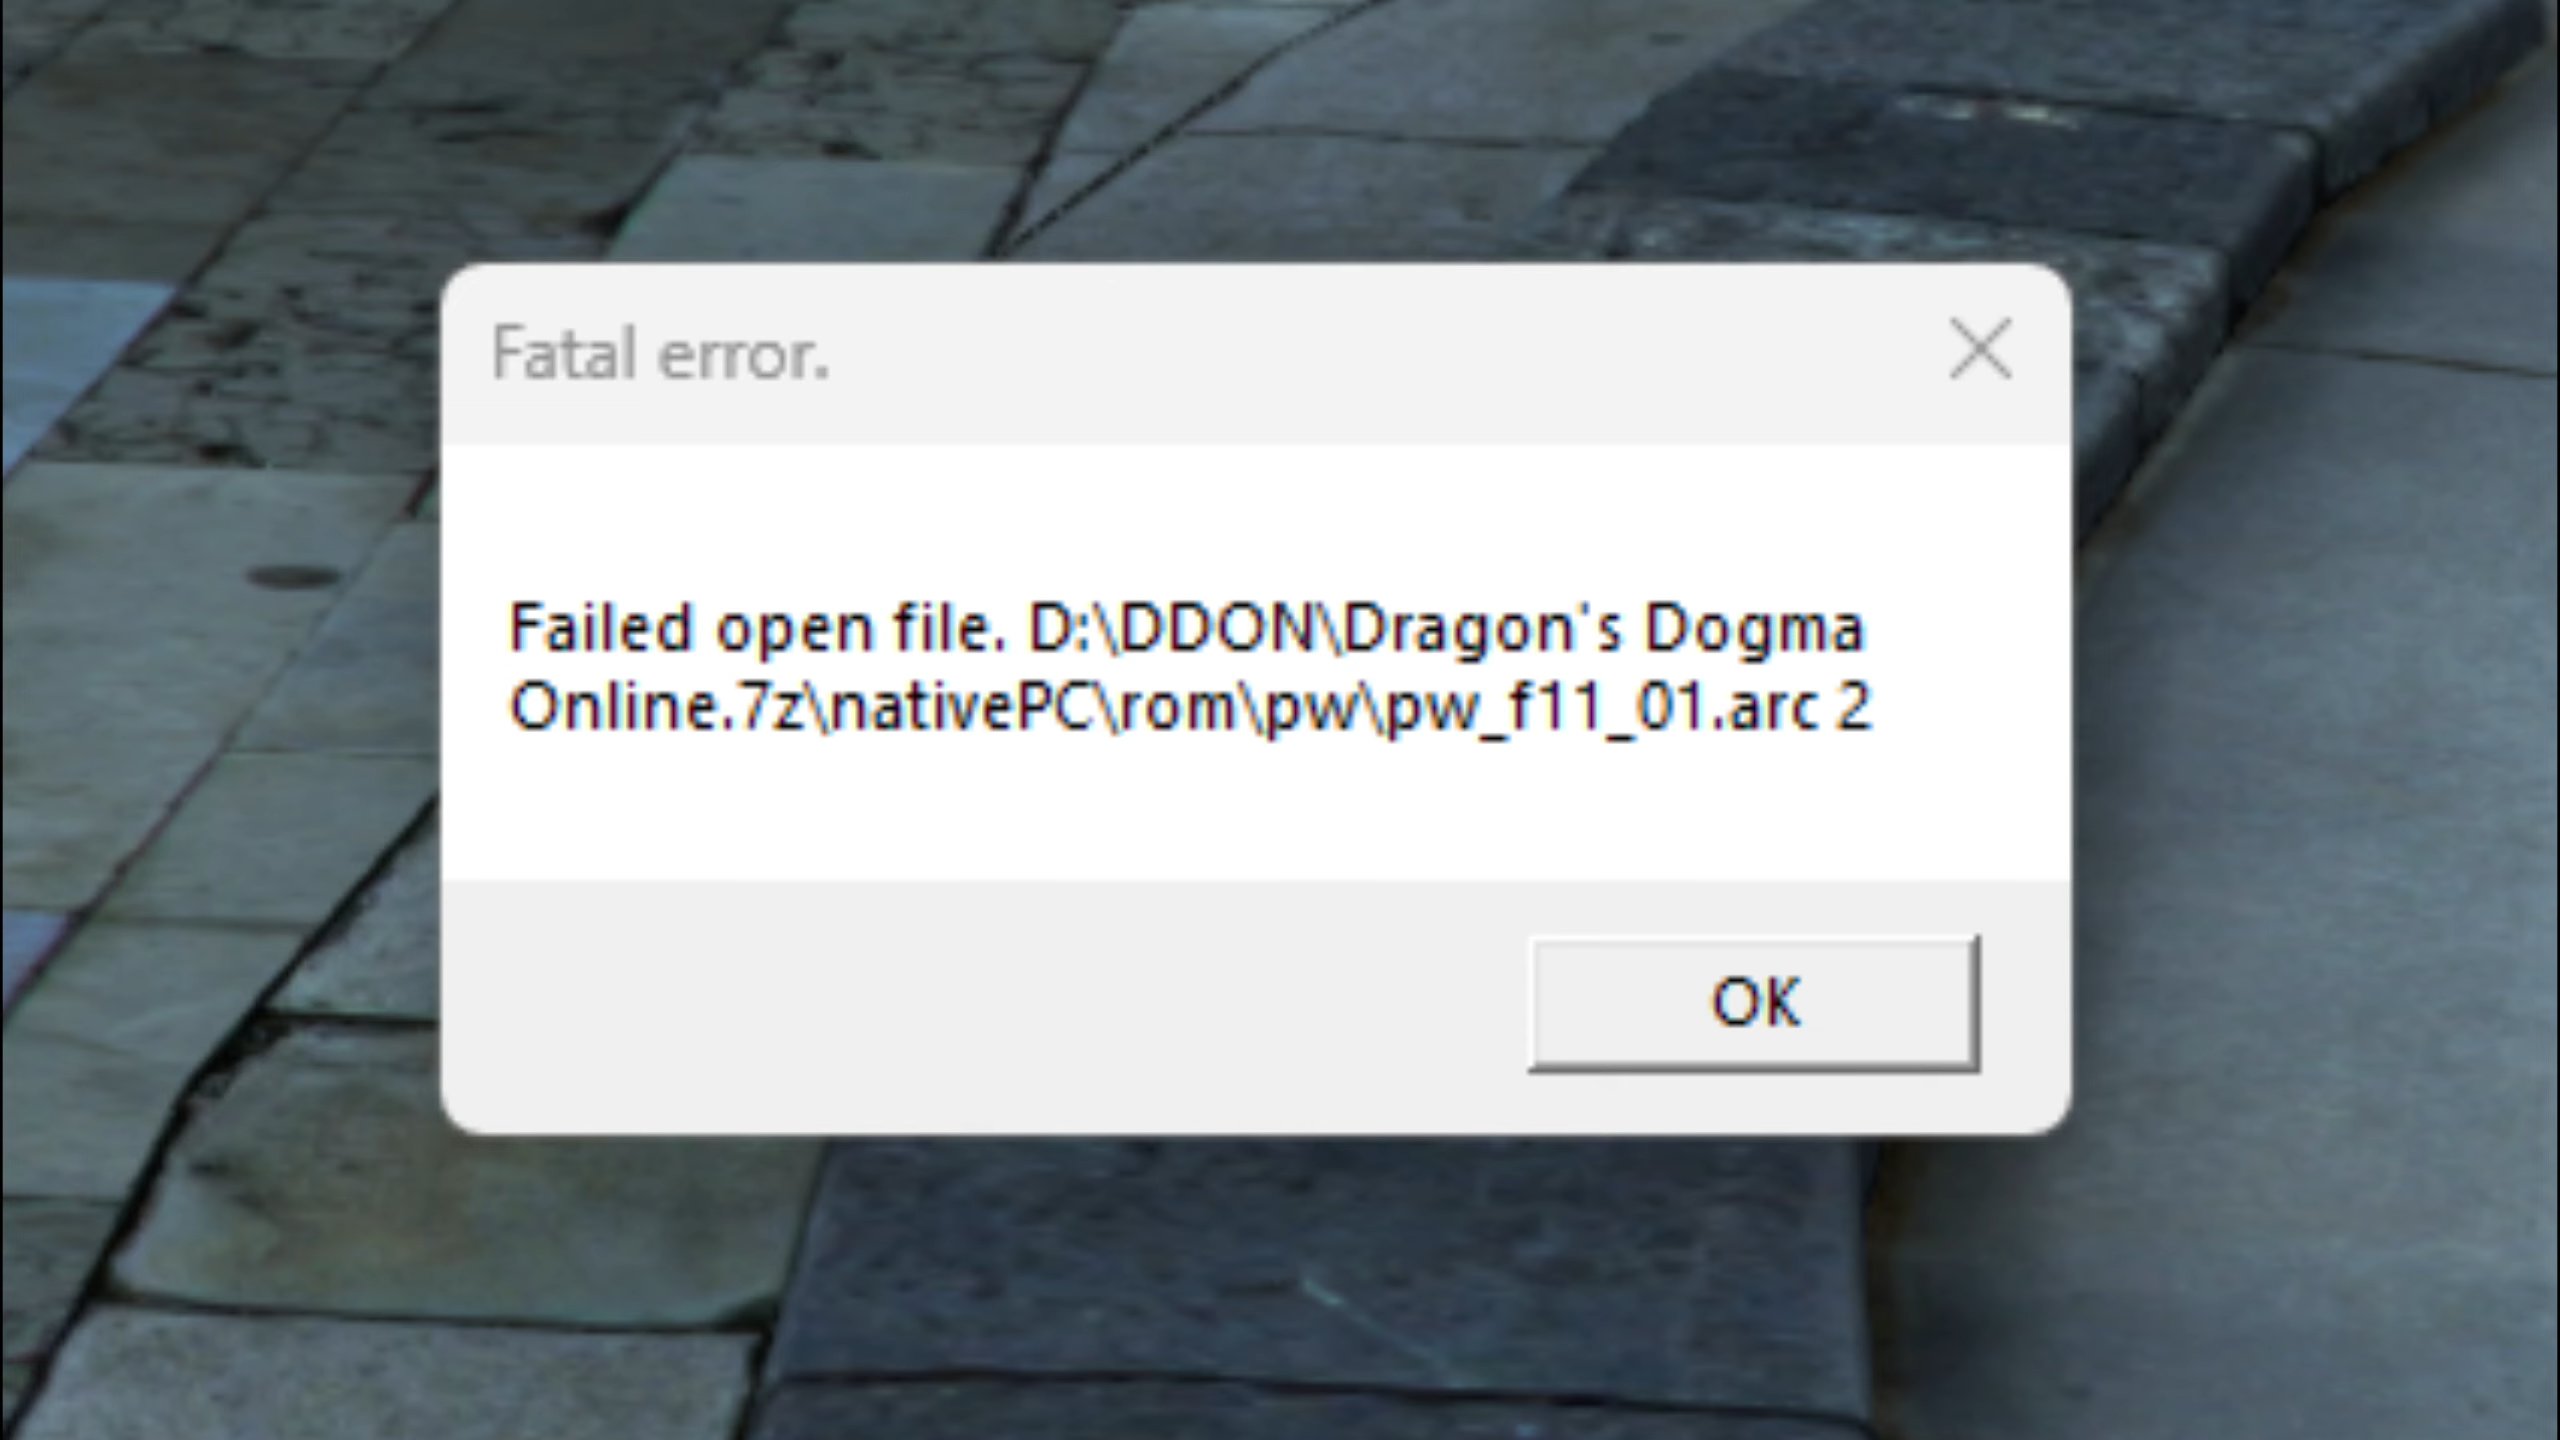 Fatal error.
Failed open file. D:\DDON\Dragon's Dogma
Online.7z\nativePC\rom\pw\pw_f11_01.arc 2
OK